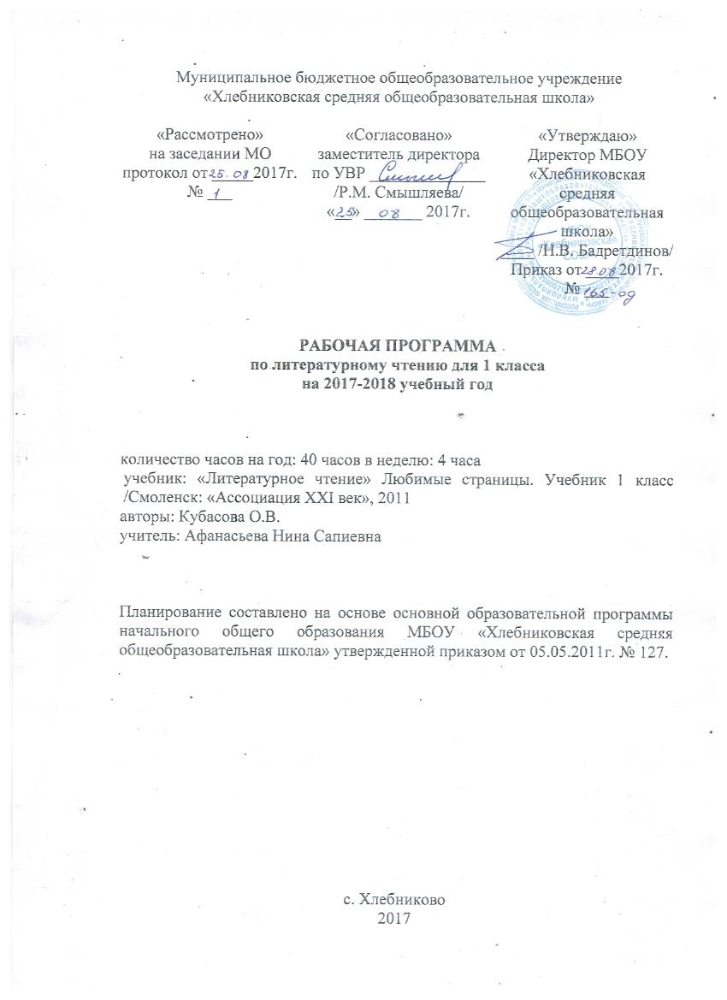 Муниципальное бюджетное общеобразовательное учреждение
«Хлебниковская средняя общеобразовательная школа»
«Рассмотрено»
на заседании МО
протокол от 25.08 2017г.
№ 1
«Согласовано»
заместитель директора
по УВР
/Р.М. Смышляева/
«25» 08 2017г.
«Утверждаю»
Директор МБОУ
«Хлебниковская
средняя
общеобразовательная
школа»
/Н.В. Бадретдинов/
Приказ от 28.08 2017г.
№ 165-од
МБОУ
Хлебниковская
СОШ
РАБОЧАЯ ПРОГРАММА
по литературному чтению для 1 класса
на 2017-2018 учебный год
количество часов на год: 40 часов в неделю: 4 часа
учебник: «Литературное чтение» Любимые страницы. Учебник 1 класс
/Смоленск: «Ассоциация XXI век», 2011
авторы: Кубасова О.В.
учитель: Афанасьева Нина Сапиевна
Планирование составлено на основе основной образовательной программы
начального общего образования МБОУ «Хлебниковская средняя
общеобразовательная школа» утвержденной приказом от 05.05.2011г. № 127.
с. Хлебниково
2017